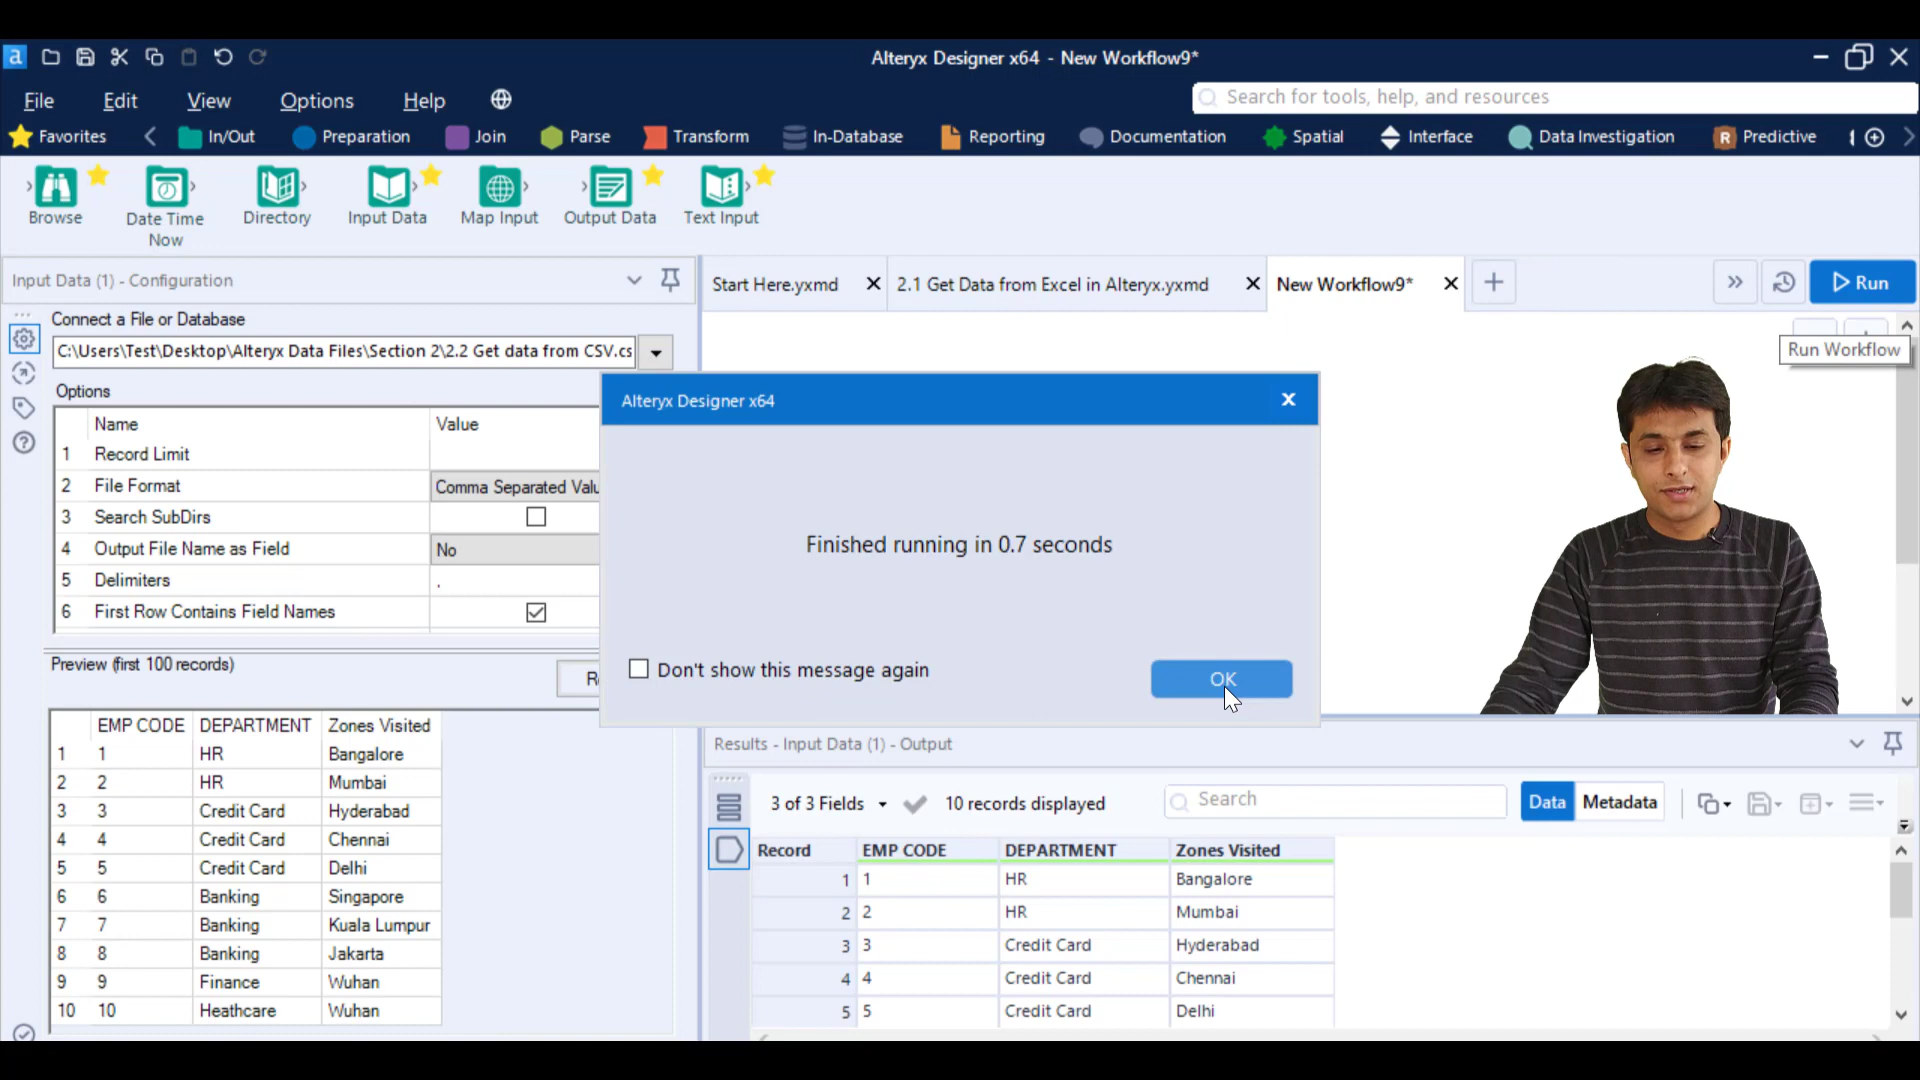 a
Alteryx Designer x64 - New Workflow9*
File Edit View Options Help
Search for tools, help, and resources
Favorites In/Out Preparation Join Parse Transform In-Database Reporting Documentation Spatial Interface Data Investigation R Predictive
Browse Date Time Now Directory Input Data Map Input Output Data Text Input
Input Data (1) - Configuration
Start Here.yxmd 2.1 Get Data from Excel in Alteryx.yxmd New Workflow9* Run
Run Workflow
Connect a File or Database
C:\Users\Test\Desktop\Alteryx Data Files\Section 2\2.2 Get data from CSV.cs
Options
Name Value
1 Record Limit
2 File Format Comma Separated Valu
3 Search SubDirs
4 Output File Name as Field No
5 Delimiters ,
6 First Row Contains Field Names
Alteryx Designer x64
Finished running in 0.7 seconds
Don't show this message again
OK
Preview (first 100 records)
EMP CODE DEPARTMENT Zones Visited
1 1 HR Bangalore
2 2 HR Mumbai
3 3 Credit Card Hyderabad
4 4 Credit Card Chennai
5 5 Credit Card Delhi
6 6 Banking Singapore
7 7 Banking Kuala Lumpur
8 8 Banking Jakarta
9 9 Finance Wuhan
10 10 Heathcare Wuhan
Results - Input Data (1) - Output
3 of 3 Fields 10 records displayed Search Data Metadata
Record EMP CODE DEPARTMENT Zones Visited
1 1 HR Bangalore
2 2 HR Mumbai
3 3 Credit Card Hyderabad
4 4 Credit Card Chennai
5 5 Credit Card Delhi